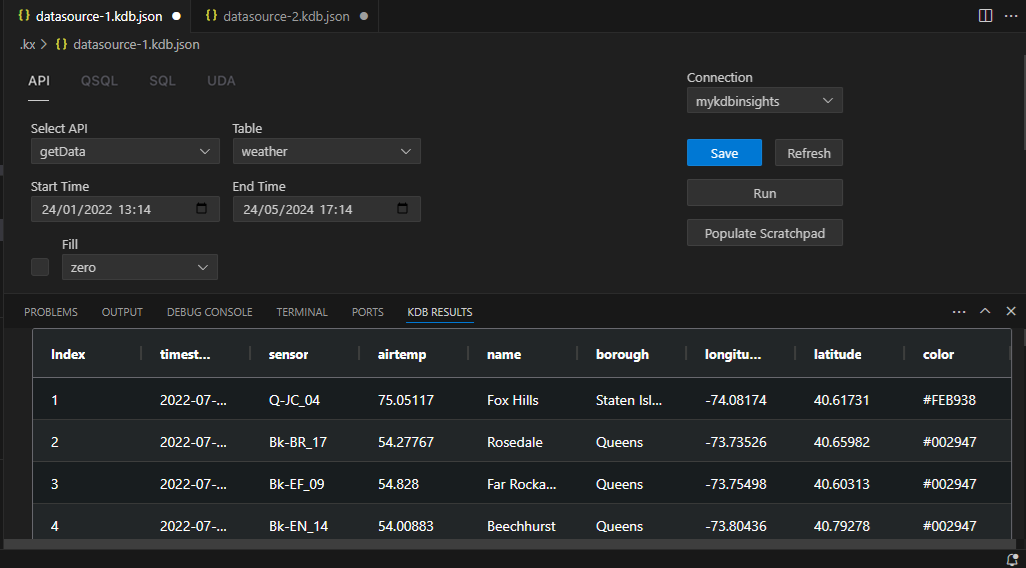 {} datasource-1.kdb.json ● {} datasource-2.kdb.json ●
.kx > {} datasource-1.kdb.json
API QSQL SQL UDA
Connection
mykdbinsights
Select API Table
getData weather
Save Refresh
Start Time End Time
24/01/2022 13:14 24/05/2024 17:14
Run
Fill
zero
Populate Scratchpad
PROBLEMS OUTPUT DEBUG CONSOLE TERMINAL PORTS KDB RESULTS
Index timest... sensor airtemp name borough longitu... latitude color
1 2022-07-... Q-JC_04 75.05117 Fox Hills Staten Isl... -74.08174 40.61731 #FEB938
2 2022-07-... Bk-BR_17 54.27767 Rosedale Queens -73.73526 40.65982 #002947
3 2022-07-... Bk-EF_09 54.828 Far Rocka... Queens -73.75498 40.60313 #002947
4 2022-07-... Bk-EN_14 54.00883 Beechhurst Queens -73.80436 40.79278 #002947